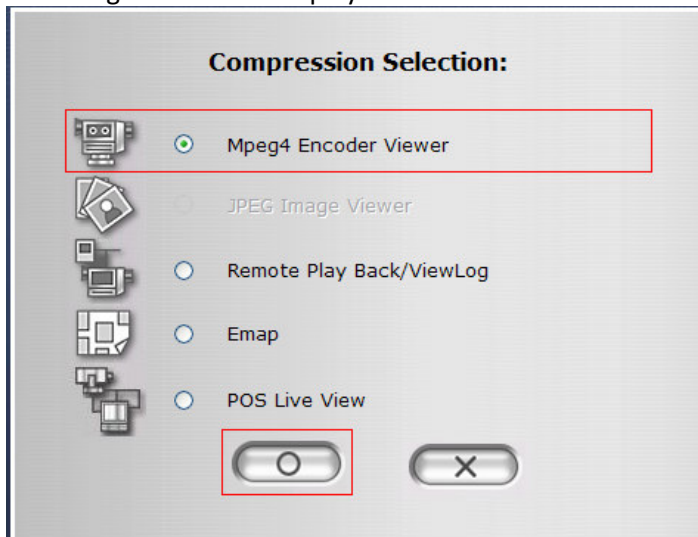 Compression Selection:
Mpeg4 Encoder Viewer
JPEG Image Viewer
Remote Play Back/ViewLog
Emap
POS Live View